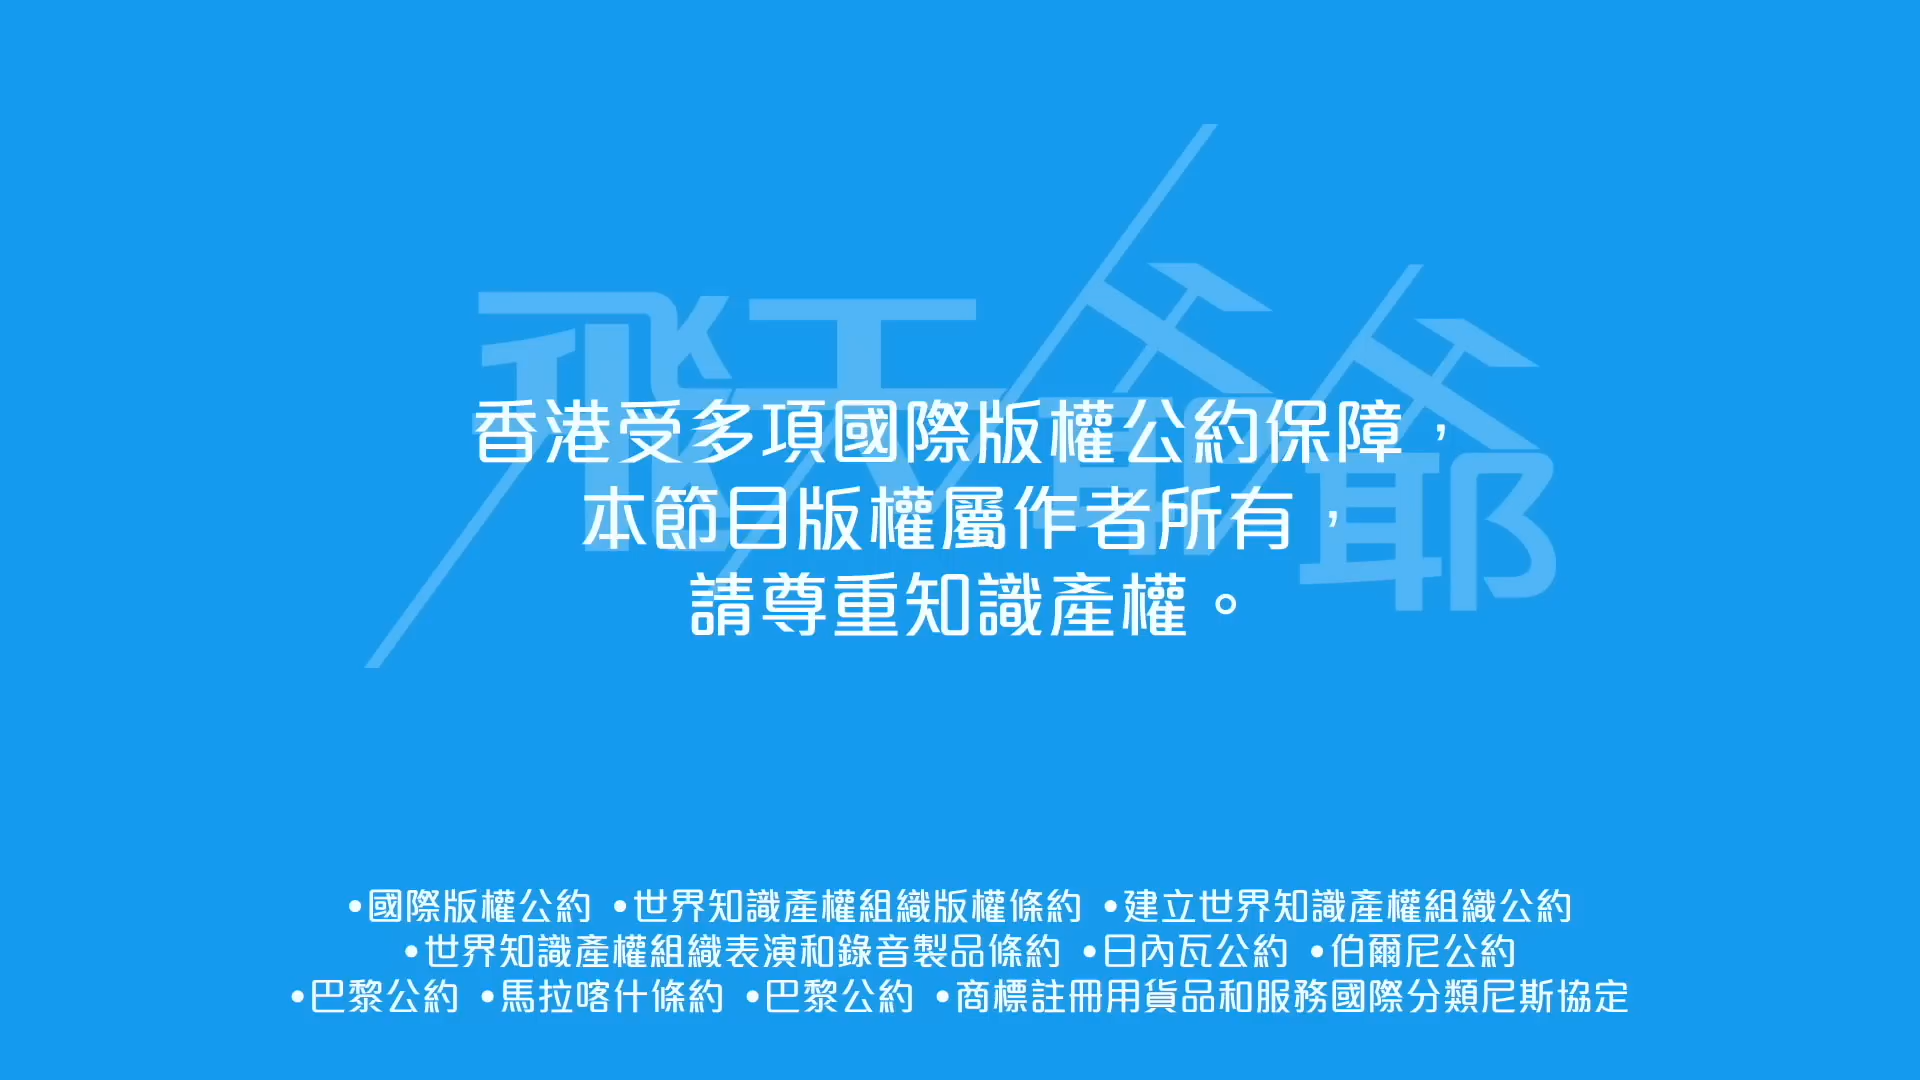 飛天爺爺
香港受多項國際版權公約保障，
本節目版權屬作者所有，
請尊重知識產權。
•國際版權公約 •世界知識產權組織版權條約 •建立世界知識產權組織公約
•世界知識產權組織表演和錄音製品條約 •日內瓦公約 •伯爾尼公約
•巴黎公約 •馬拉喀什條約 •巴黎公約 •商標註冊用貨品和服務國際分類尼斯協定